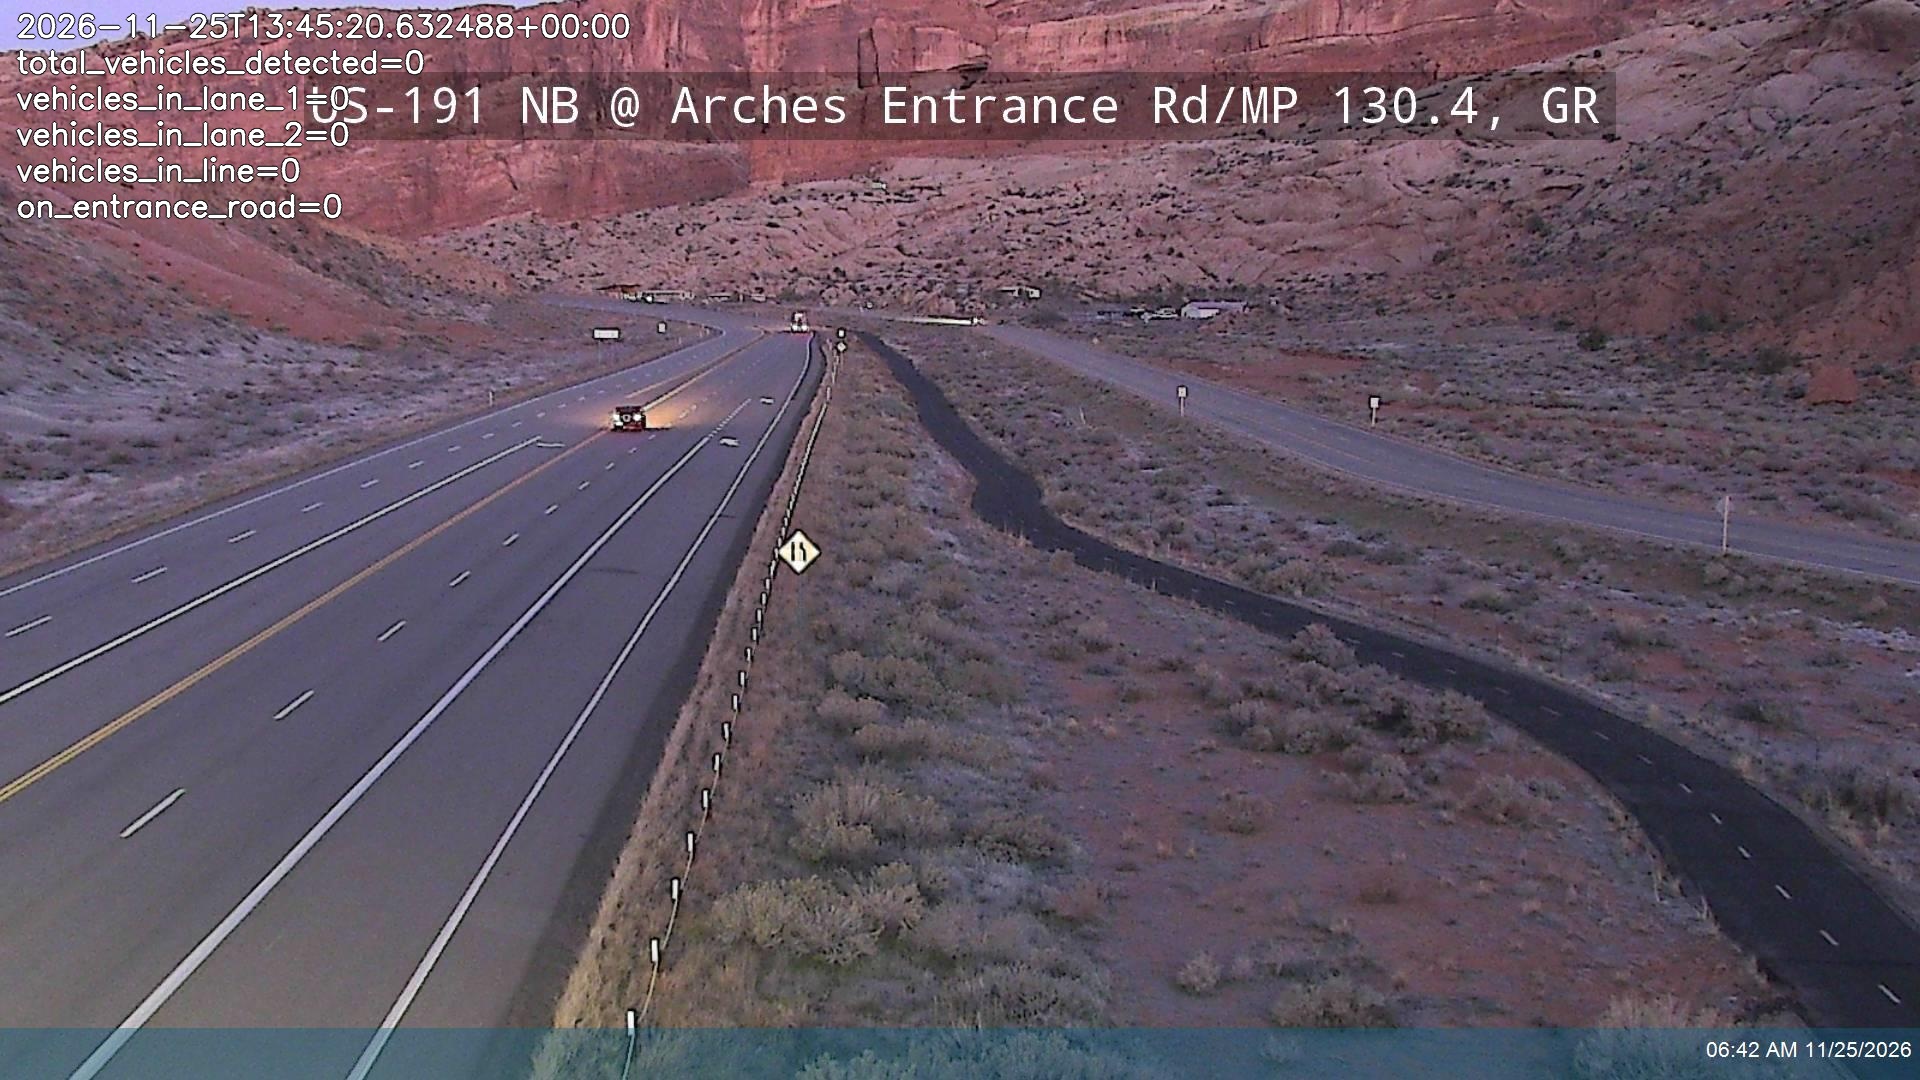 2026-11-25T13:45:20.632488+00:00
total_vehicles_detected=0
vehicles_in_lane_1=0
US-191 NB @ Arches Entrance Rd/MP 130.4, GR
vehicles_in_lane_2=0
vehicles_in_line=0
on_entrance_road=0
06:42 AM 11/25/2026